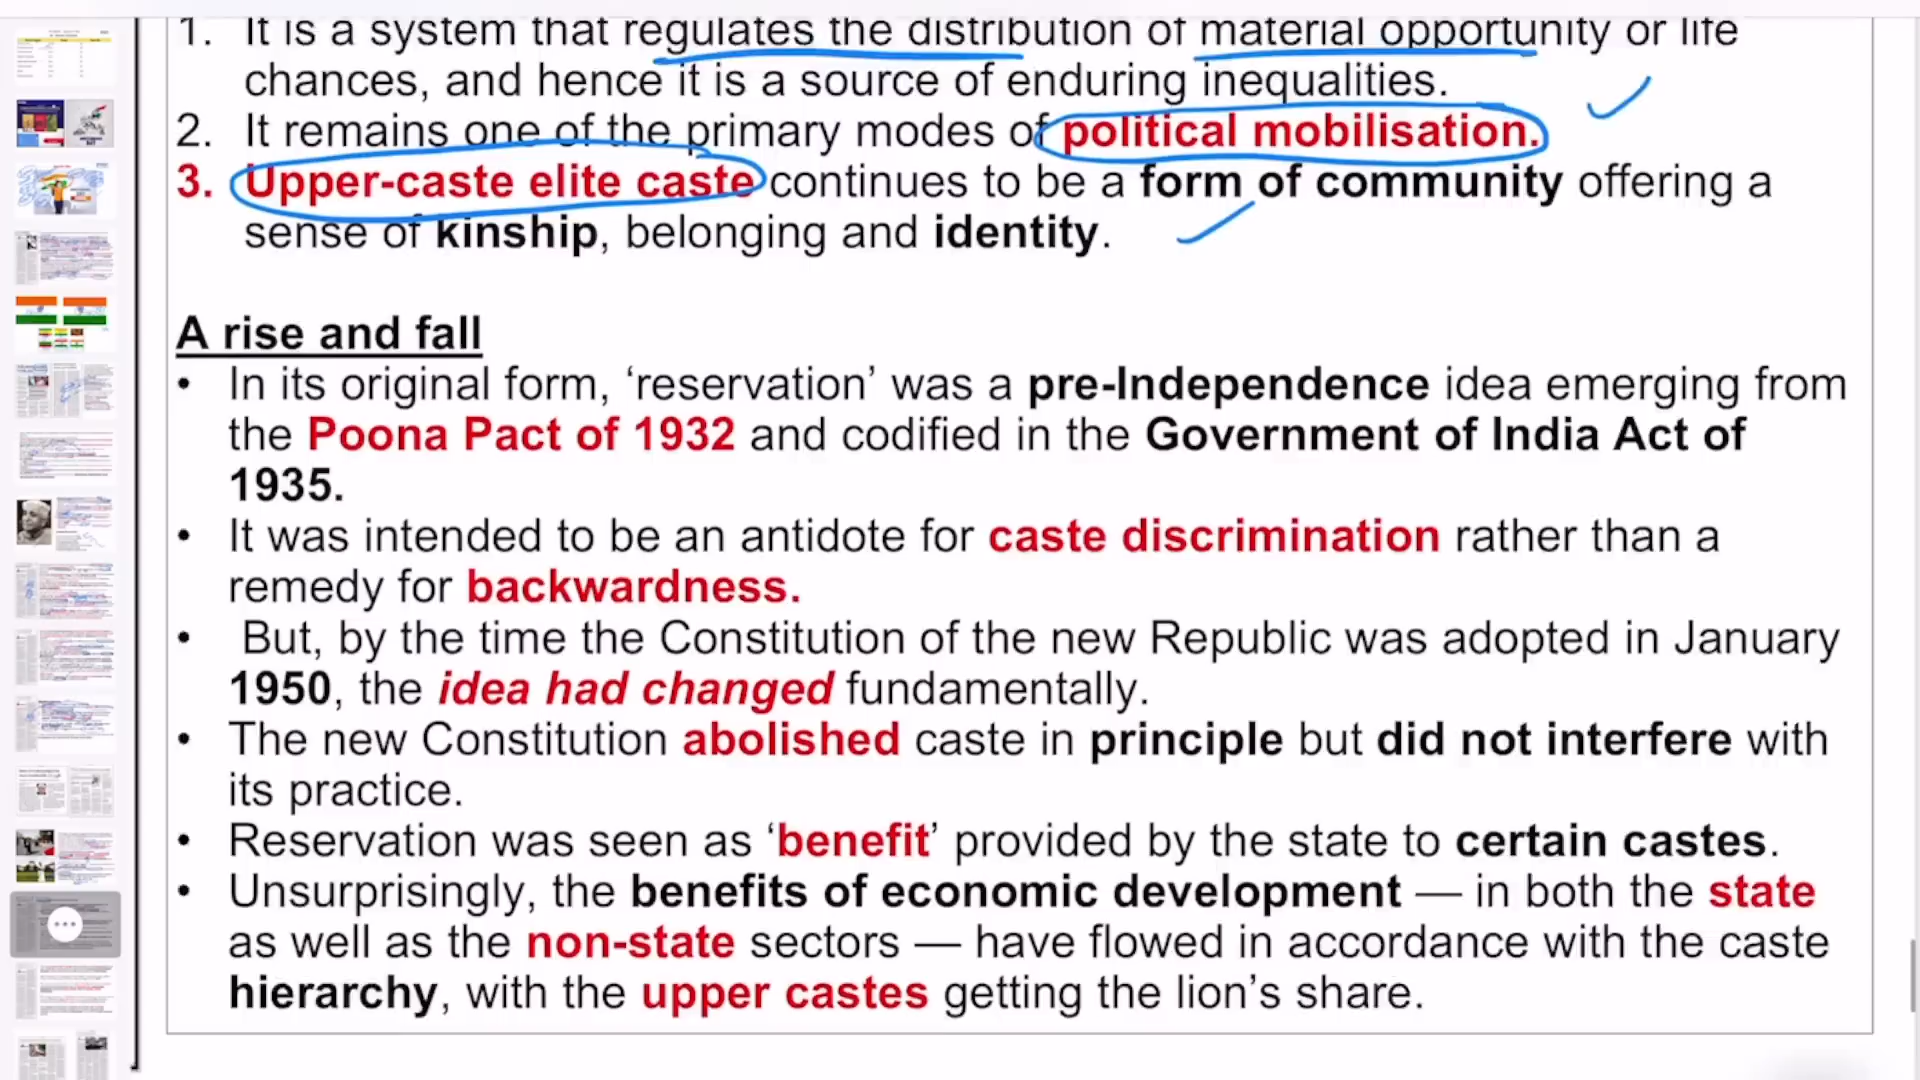 1. It is a system that regulates the distribution of material opportunity or life
chances, and hence it is a source of enduring inequalities.
2. It remains one of the primary modes of political mobilisation.
3. Upper-caste elite caste continues to be a form of community offering a
sense of kinship, belonging and identity.
A rise and fall
• In its original form, ‘reservation’ was a pre-Independence idea emerging from
the Poona Pact of 1932 and codified in the Government of India Act of
1935.
• It was intended to be an antidote for caste discrimination rather than a
remedy for backwardness.
• But, by the time the Constitution of the new Republic was adopted in January
1950, the idea had changed fundamentally.
• The new Constitution abolished caste in principle but did not interfere with
its practice.
• Reservation was seen as ‘benefit’ provided by the state to certain castes.
• Unsurprisingly, the benefits of economic development — in both the state
as well as the non-state sectors — have flowed in accordance with the caste
hierarchy, with the upper castes getting the lion’s share.